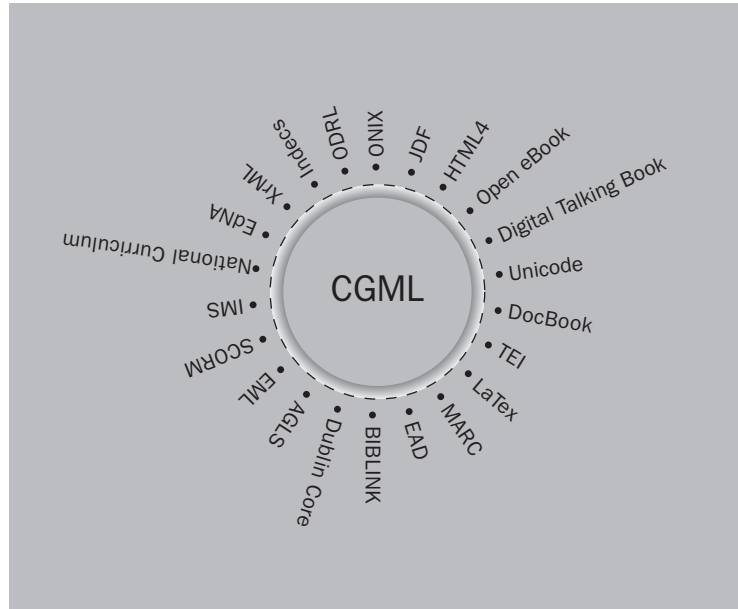 CGML
ONIX
JDF
HTML4
Open eBook
Digital Talking Book
Unicode
DocBook
TEI
LaTex
MARC
EAD
BIBLINK
Dublin Core
AGLS
EML
SCORM
IMS
National Curriculum
EdNA
XrML
Indecs
ODRL